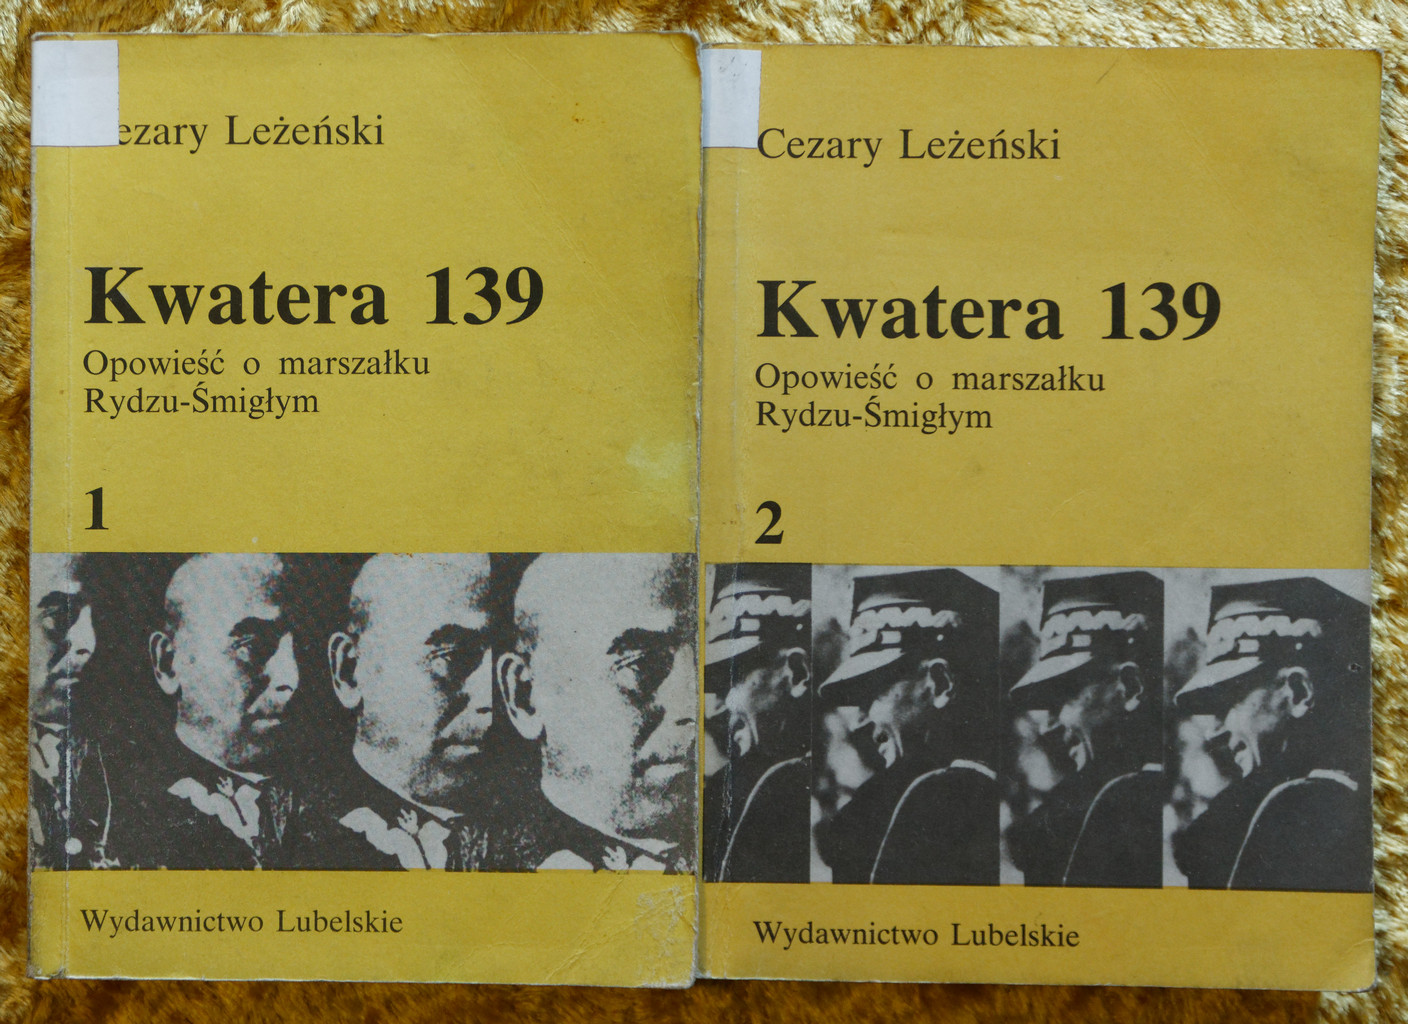 ezary Leżeński
Kwatera 139
Opowieść o marszałku
Rydzu-Śmigłym
1
Wydawnictwo Lubelskie
Cezary Leżeński
Kwatera 139
Opowieść o marszałku
Rydzu-Śmigłym
2
Wydawnictwo Lubelskie